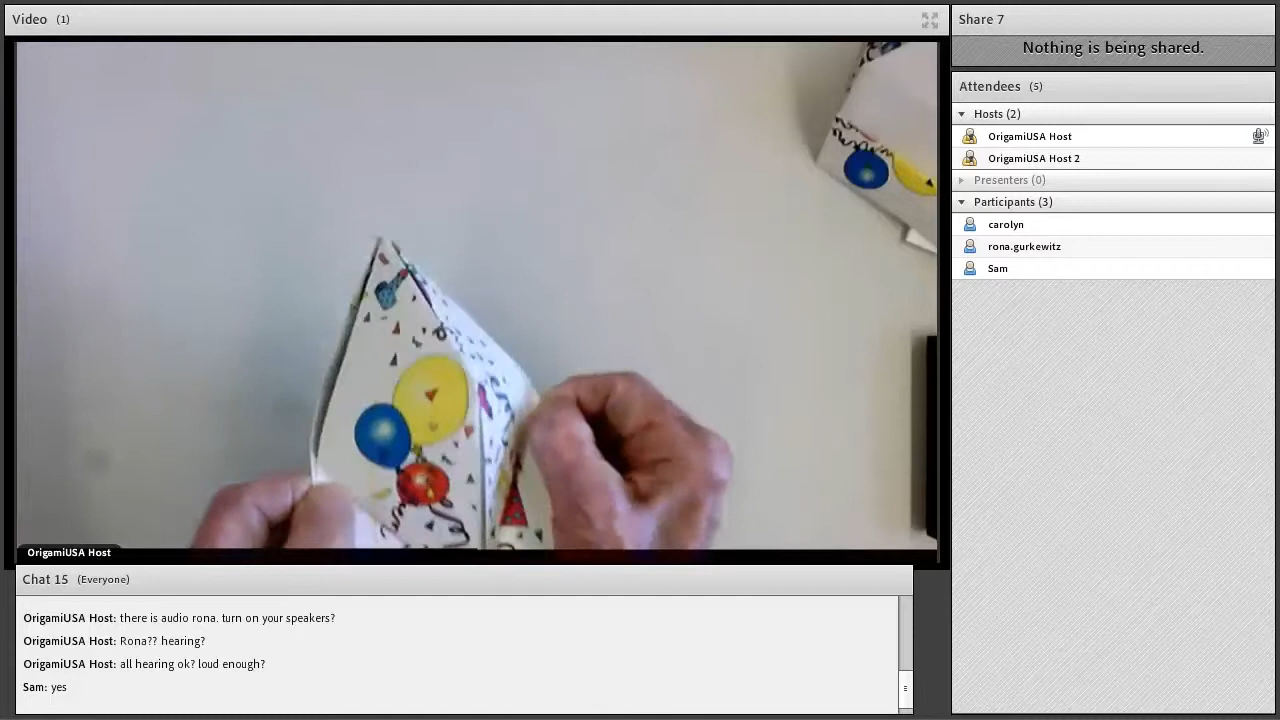 Video (1)
OrigamiUSA Host
Chat 15 (Everyone)
OrigamiUSA Host: there is audio rona. turn on your speakers?
OrigamiUSA Host: Rona?? hearing?
OrigamiUSA Host: all hearing ok? loud enough?
Sam: yes
Share 7
Nothing is being shared.
Attendees (5)
Hosts (2)
OrigamiUSA Host
OrigamiUSA Host 2
Presenters (0)
Participants (3)
carolyn
rona.gurkewitz
Sam